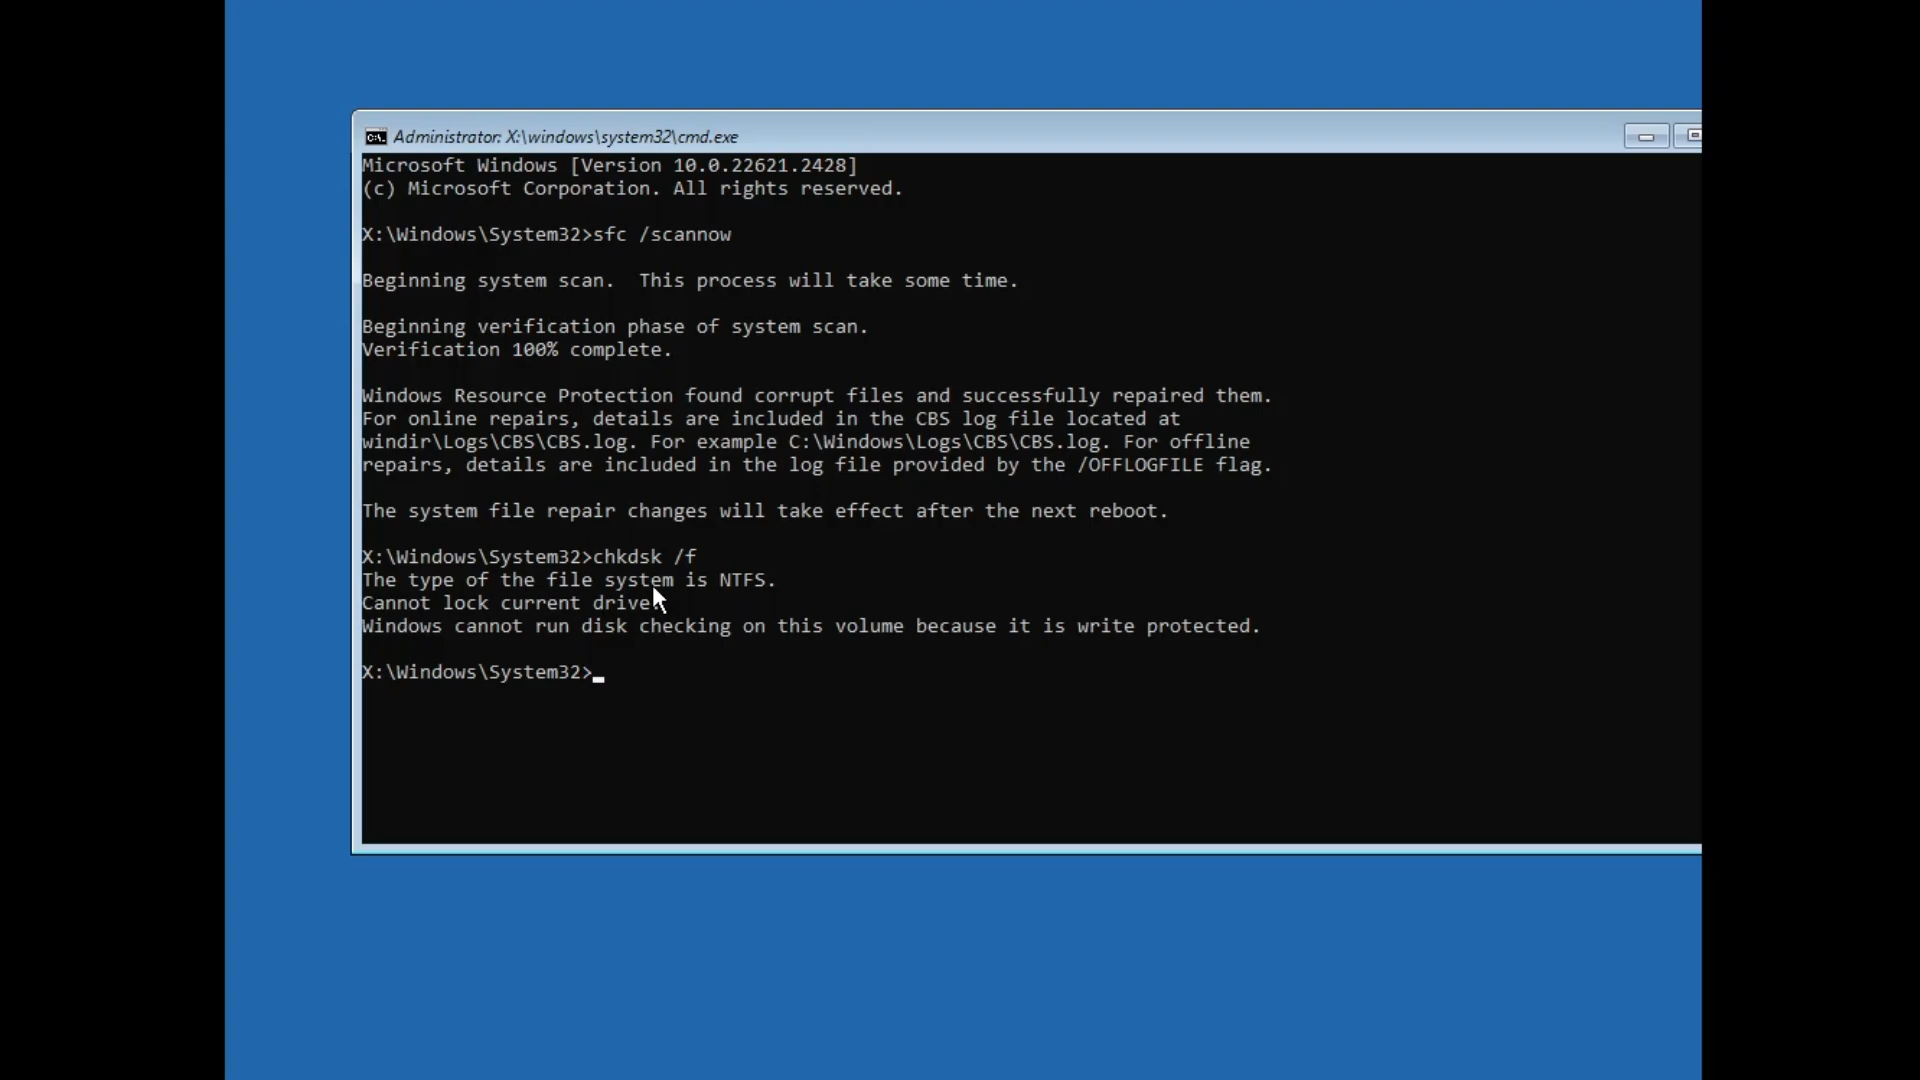 Administrator: X:\windows\system32\cmd.exe
Microsoft Windows [Version 10.0.22621.2428]
(c) Microsoft Corporation. All rights reserved.
X:\Windows\System32>sfc /scannow
Beginning system scan.  This process will take some time.
Beginning verification phase of system scan.
Verification 100% complete.
Windows Resource Protection found corrupt files and successfully repaired them.
For online repairs, details are included in the CBS log file located at
windir\Logs\CBS\CBS.log. For example C:\Windows\Logs\CBS\CBS.log. For offline
repairs, details are included in the log file provided by the /OFFLOGFILE flag.
The system file repair changes will take effect after the next reboot.
X:\Windows\System32>chkdsk /f
The type of the file system is NTFS.
Cannot lock current drive.
Windows cannot run disk checking on this volume because it is write protected.
X:\Windows\System32>